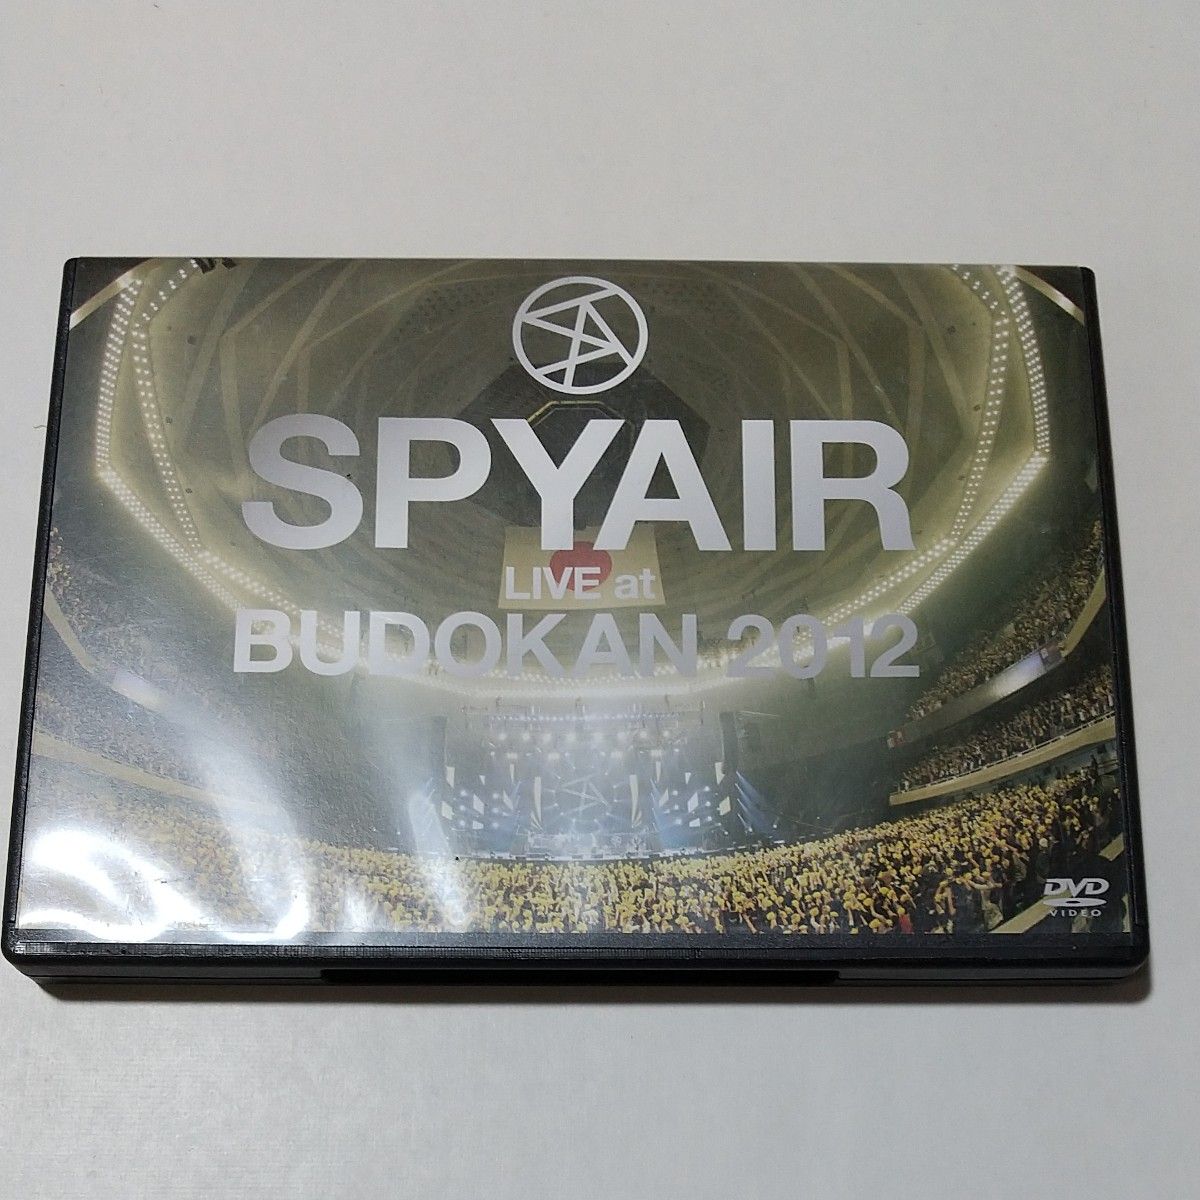 SPYAIR
LIVE at
BUDOKAN 2012
DVD
VIDEO